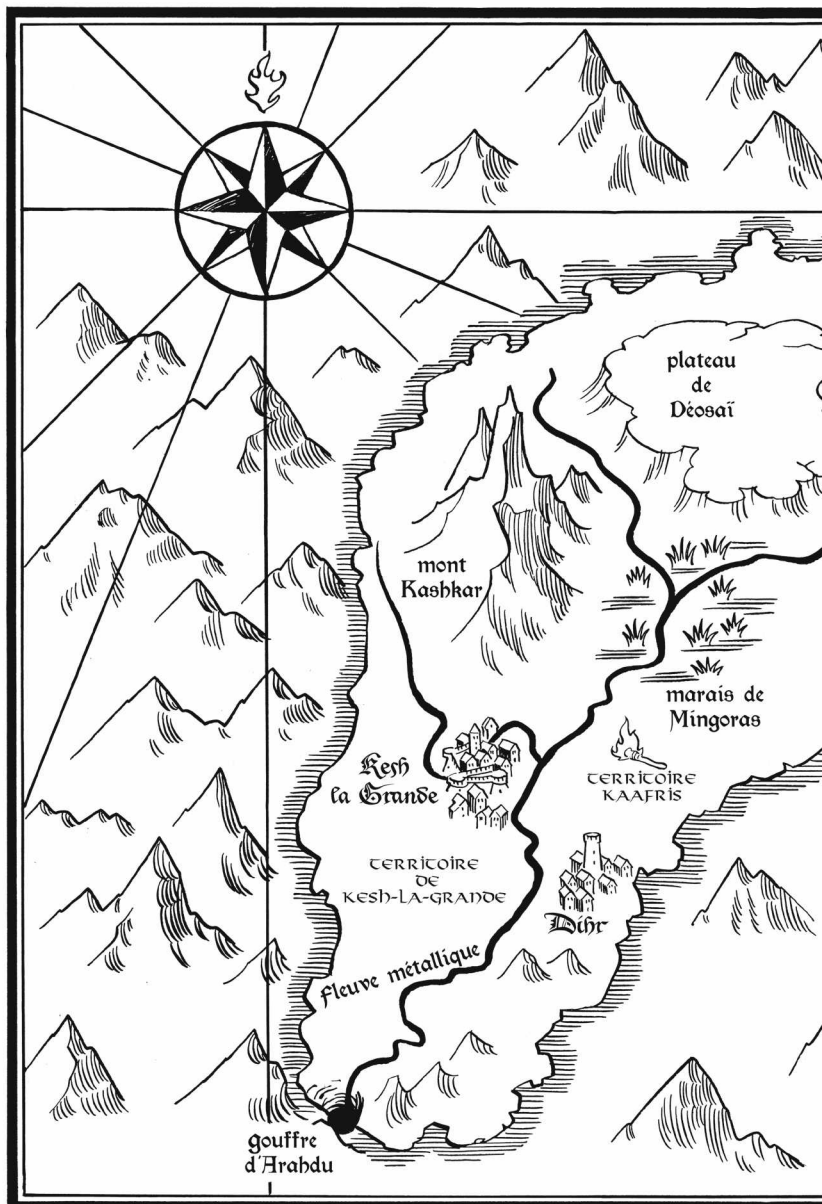 plateau
de
Déosaï
mont
Kashkar
marais de
Mingoras
TERRITOIRE
KAAFRIS
Kesh
la Grande
TERRITOIRE
DE
KESH-LA-GRANDE
Dihr
fleuve métallique
gouffre
d'Arahdu